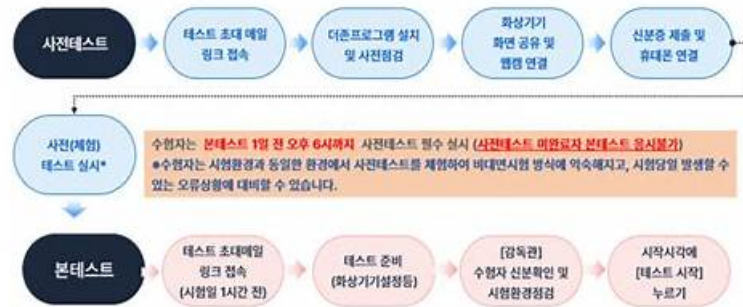 사전테스트
테스트 초대 메일
링크 접속
더존프로그램 설치
및 사전점검
화상기기
화면 공유 및
웹캠 연결
신분증 제출 및
휴대폰 연결
사전(체험)
테스트 실시*
수험자는 본테스트 1일 전 오후 6시까지 사전테스트 필수 실시 (사전테스트 미완료자 본테스트 응시불가)
*수험자는 시험환경과 동일한 환경에서 사전테스트를 체험하여 비대면시험 방식에 익숙해지고, 시험당일 발생할 수
있는 오류상황에 대비할 수 있습니다.
본테스트
테스트 초대메일
링크 접속
(시험일 1시간 전)
테스트 준비
(화상기기설정등)
[감독관]
수험자 신분확인 및
시험환경점검
시작시각에
[테스트 시작]
누르기